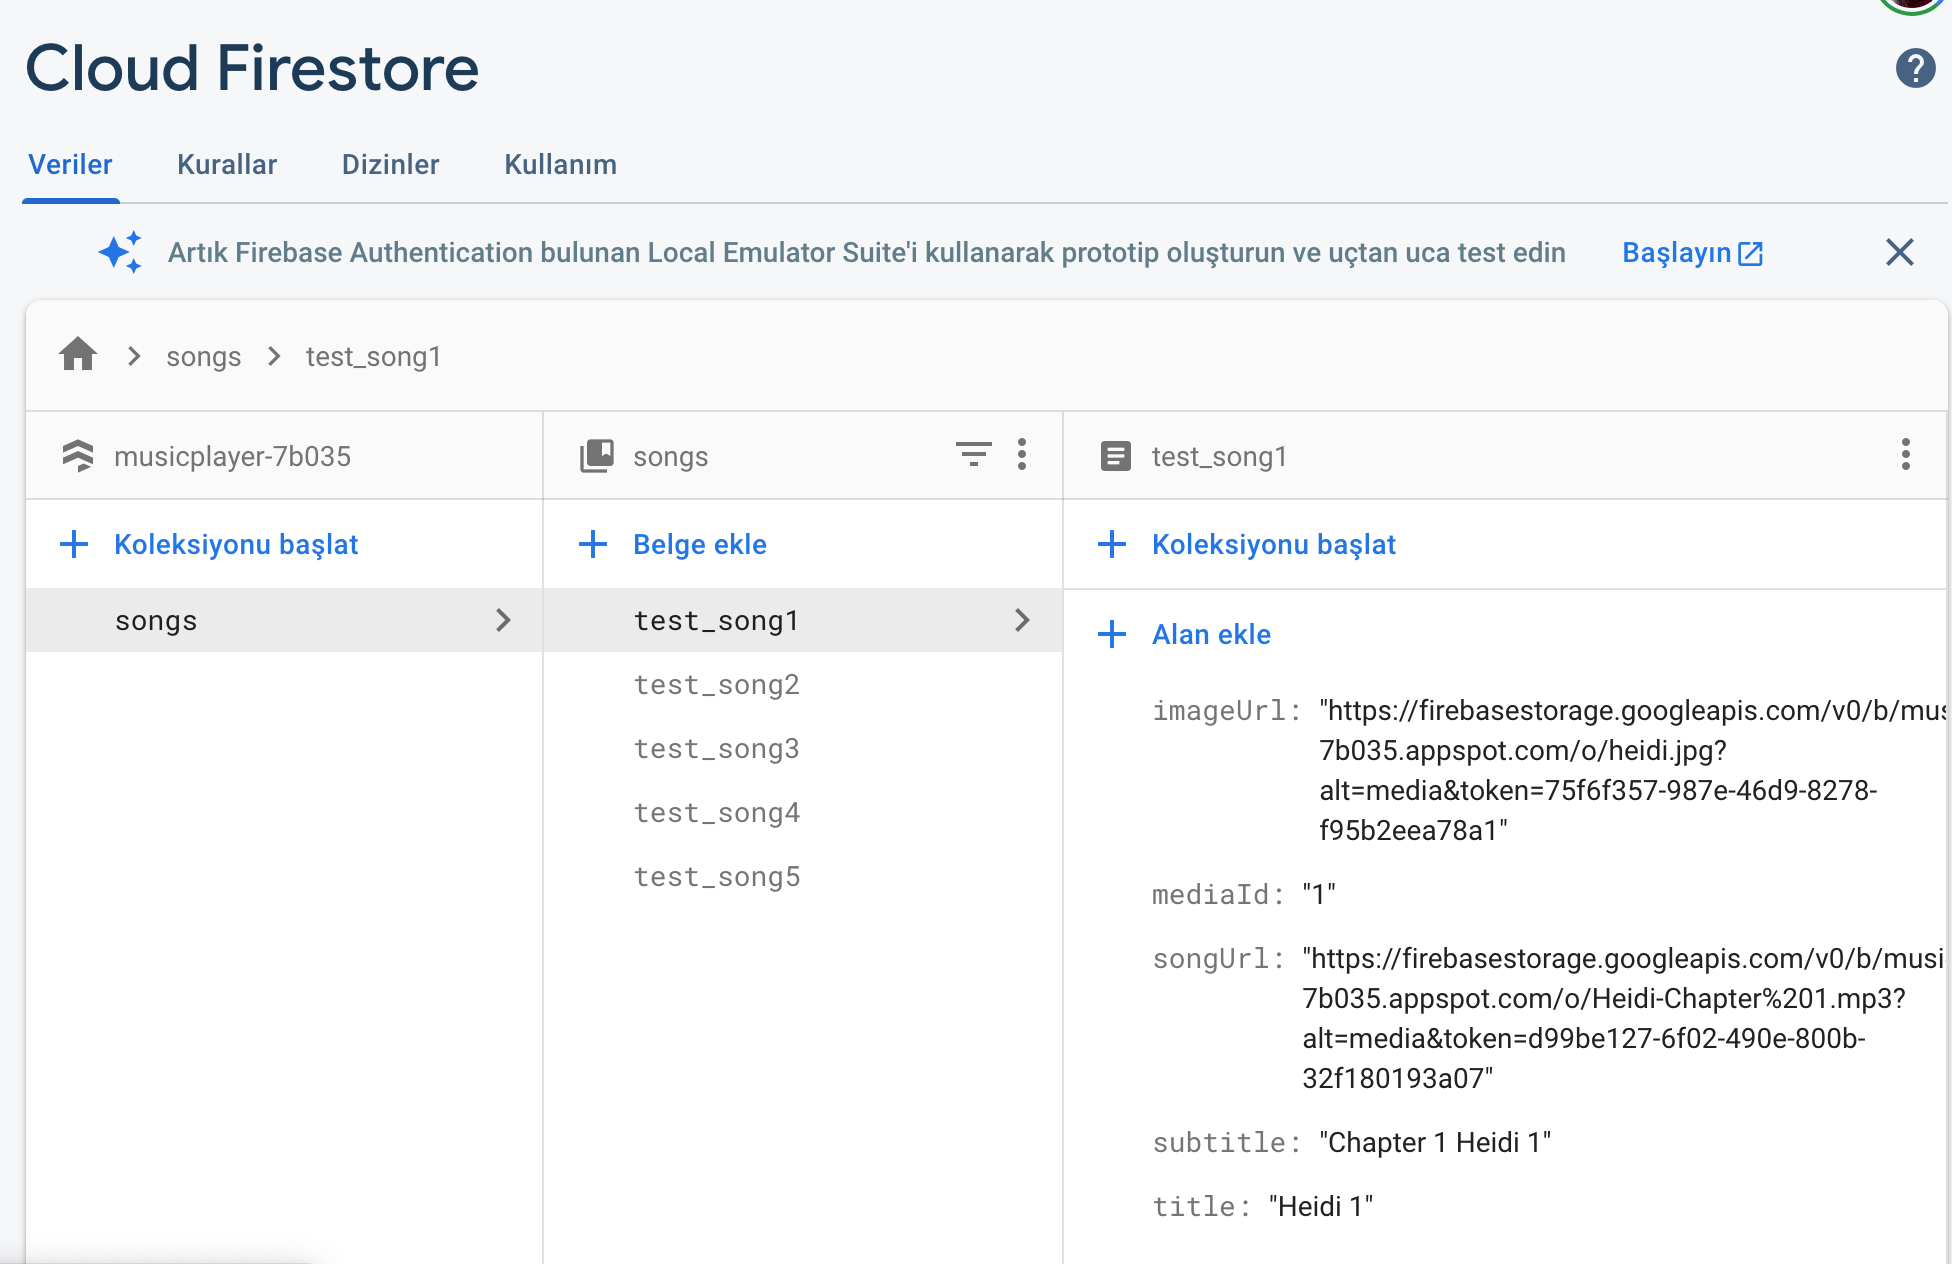 Cloud Firestore
Veriler Kurallar Dizinler Kullanım
Artık Firebase Authentication bulunan Local Emulator Suite'i kullanarak prototip oluşturun ve uçtan uca test edin Başlayın
songs test_song1
musicplayer-7b035
Koleksiyonu başlat
songs
songs
Belge ekle
test_song1
test_song2
test_song3
test_song4
test_song5
test_song1
Koleksiyonu başlat
Alan ekle
imageUrl: "https://firebasestorage.googleapis.com/v0/b/mus
7b035.appspot.com/o/heidi.jpg?
alt=media&token=75f6f357-987e-46d9-8278-
f95b2eea78a1"
mediaId: "1"
songUrl: "https://firebasestorage.googleapis.com/v0/b/musi
7b035.appspot.com/o/Heidi-Chapter%201.mp3?
alt=media&token=d99be127-6f02-490e-800b-
32f180193a07"
subtitle: "Chapter 1 Heidi 1"
title: "Heidi 1"